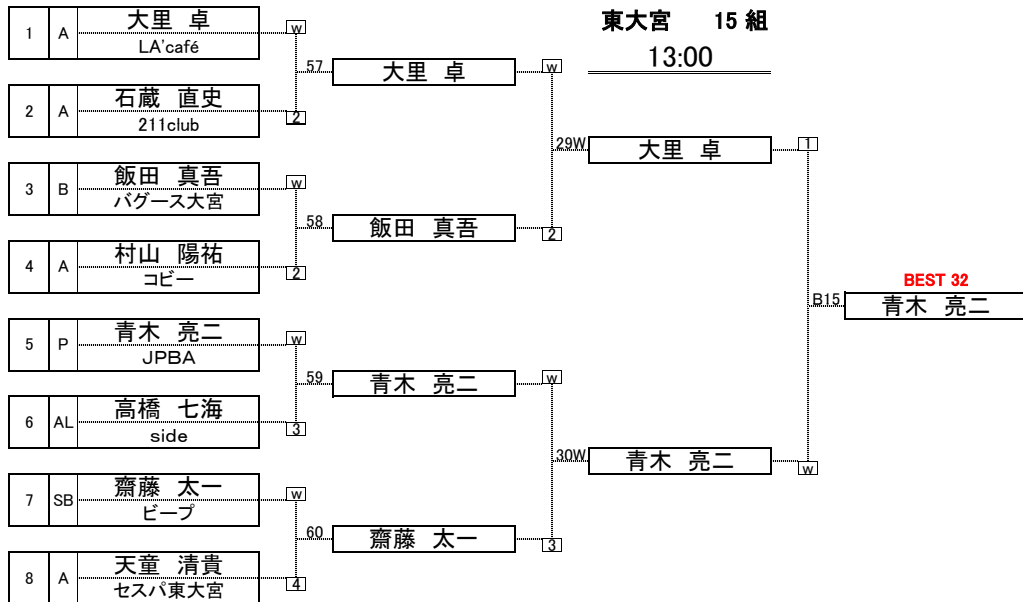 東大宮 15 組
13:00
1 A 大里 卓
LA'café
w
57 大里 卓 w
2 A 石蔵 直史
211club
2
29W 大里 卓 1
3 B 飯田 真吾
バグース大宮
w
58 飯田 真吾 2
4 A 村山 陽祐
コビー
2
BEST 32
B15 青木 亮二
5 P 青木 亮二
JPBA
w
59 青木 亮二 w
6 AL 高橋 七海
side
3
30W 青木 亮二 w
7 SB 齋藤 太一
ビープ
w
60 齋藤 太一 3
8 A 天童 清貴
セスパ東大宮
4